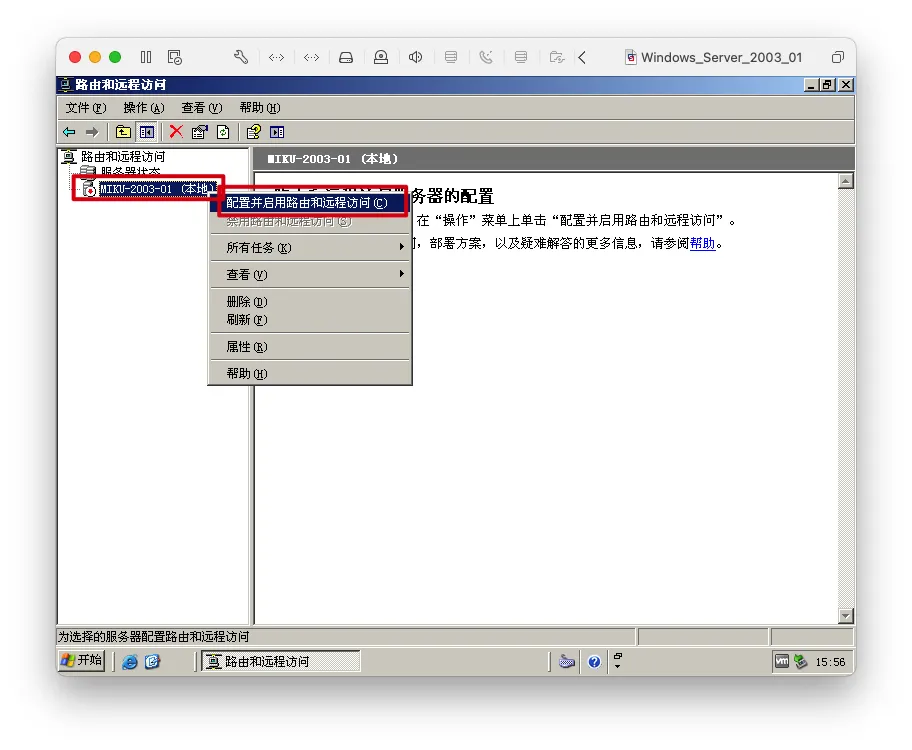 Windows_Server_2003_01
路由和远程访问
文件(F) 操作(A) 查看(V) 帮助(H)
路由和远程访问
服务器状态
MIKU-2003-01 (本地)
MIKU-2003-01 (本地)
务器的配置
在“操作”菜单上单击“配置并启用路由和远程访问”。
,部署方案,以及疑难解答的更多信息,请参阅帮助。
配置并启用路由和远程访问(C)
禁用路由和远程访问(S)
所有任务(K)
查看(V)
删除(D)
刷新(F)
属性(R)
帮助(H)
为选择的服务器配置路由和远程访问
开始
路由和远程访问
vm
15:56